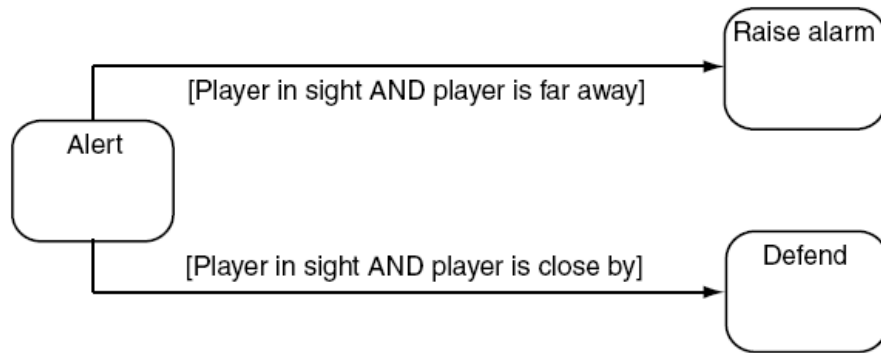 Raise alarm
[Player in sight AND player is far away]
Alert
[Player in sight AND player is close by]
Defend